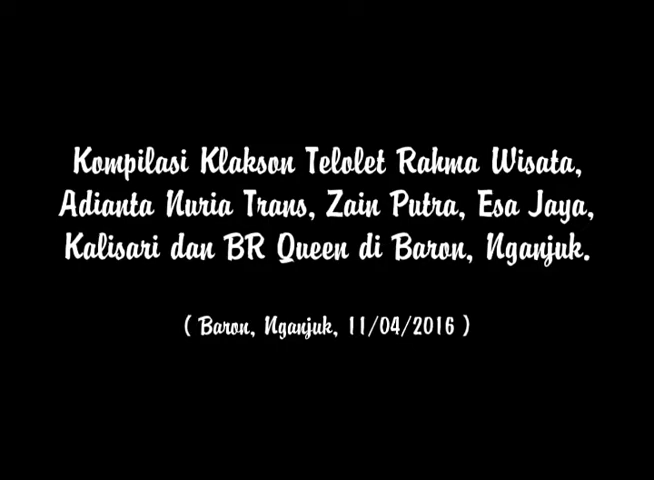 Kompilasi Klakson Telolet Rahma Wisata,
Adianta Nuria Trans, Zain Putra, Esa Jaya,
Kalisari dan BR Queen di Baron, Nganjuk.
( Baron, Nganjuk, 11/04/2016 )